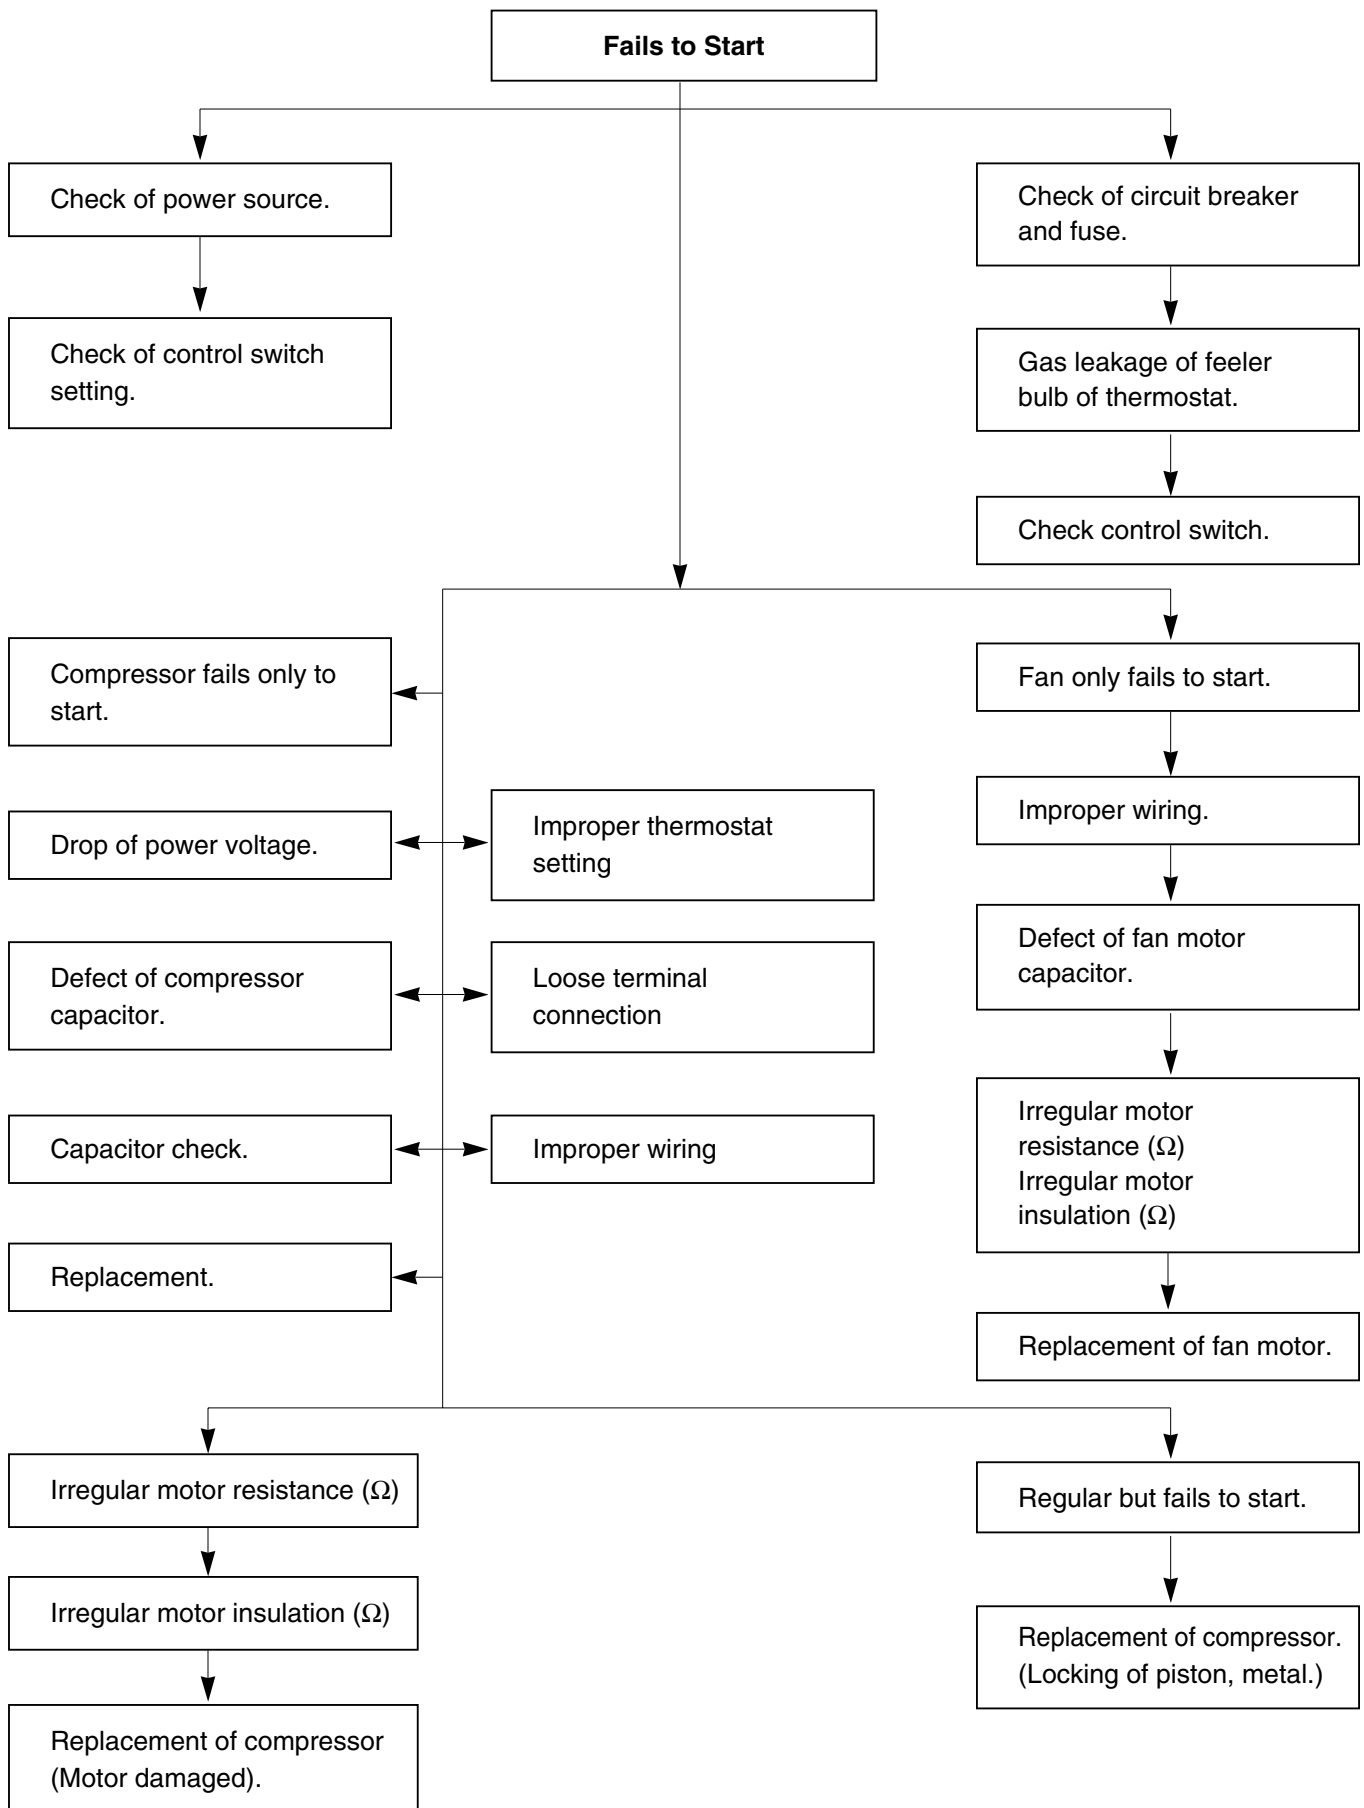 Fails to Start
Check of power source.
Check of control switch
setting.
Check of circuit breaker
and fuse.
Gas leakage of feeler
bulb of thermostat.
Check control switch.
Compressor fails only to
start.
Drop of power voltage.
Improper thermostat
setting
Defect of compressor
capacitor.
Loose terminal
connection
Capacitor check.
Improper wiring
Replacement.
Fan only fails to start.
Improper wiring.
Defect of fan motor
capacitor.
Irregular motor
resistance (Ω)
Irregular motor
insulation (Ω)
Replacement of fan motor.
Irregular motor resistance (Ω)
Irregular motor insulation (Ω)
Replacement of compressor
(Motor damaged).
Regular but fails to start.
Replacement of compressor.
(Locking of piston, metal.)